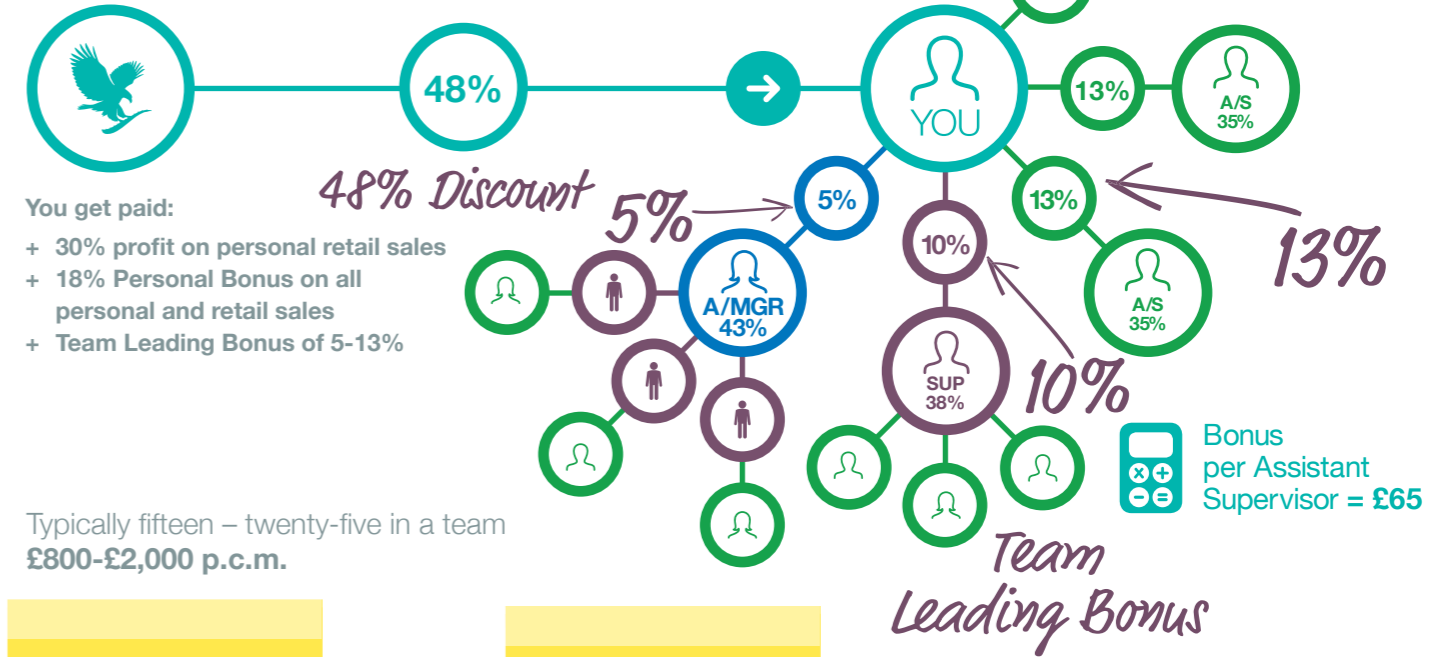 48%
YOU
13%
A/S
35%
48% Discount
5%
5%
10%
13%
13%
A/S
35%
You get paid:
+ 30% profit on personal retail sales
+ 18% Personal Bonus on all
personal and retail sales
+ Team Leading Bonus of 5-13%
A/MGR
43%
SUP
38%
10%
Bonus
per Assistant
Supervisor = £65
Typically fifteen – twenty-five in a team
£800-£2,000 p.c.m.
Team
Leading Bonus